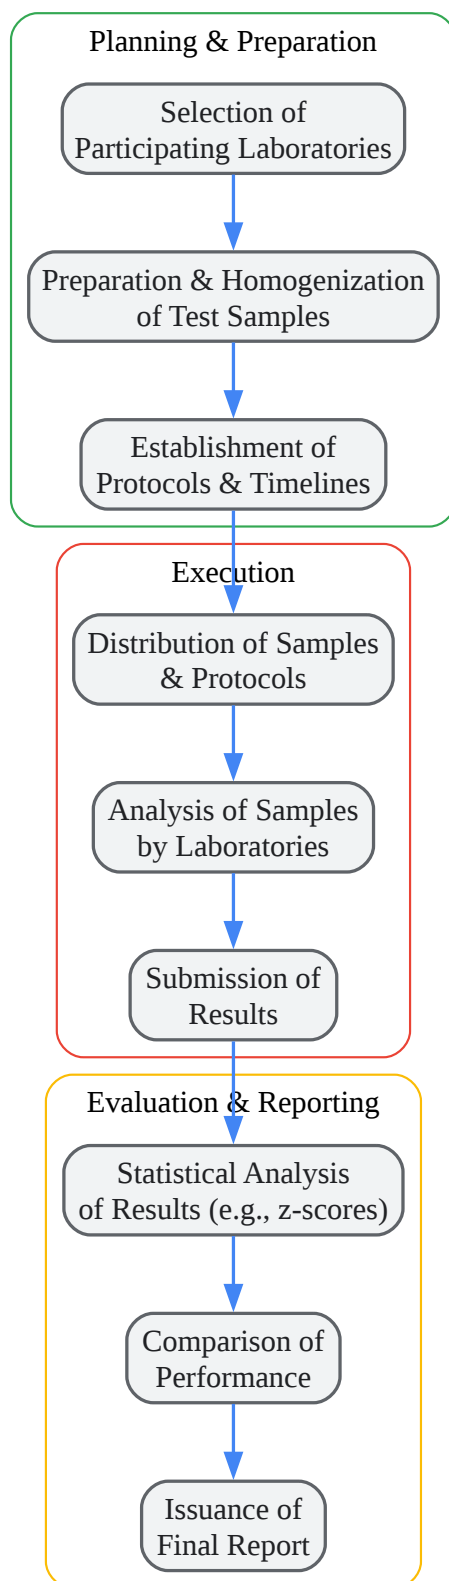 Planning & Preparation
Selection of
Participating Laboratories
Preparation & Homogenization
of Test Samples
Establishment of
Protocols & Timelines
Execution
Distribution of Samples
& Protocols
Analysis of Samples
by Laboratories
Submission of
Results
Evaluation & Reporting
Statistical Analysis
of Results (e.g., z-scores)
Comparison of
Performance
Issuance of
Final Report